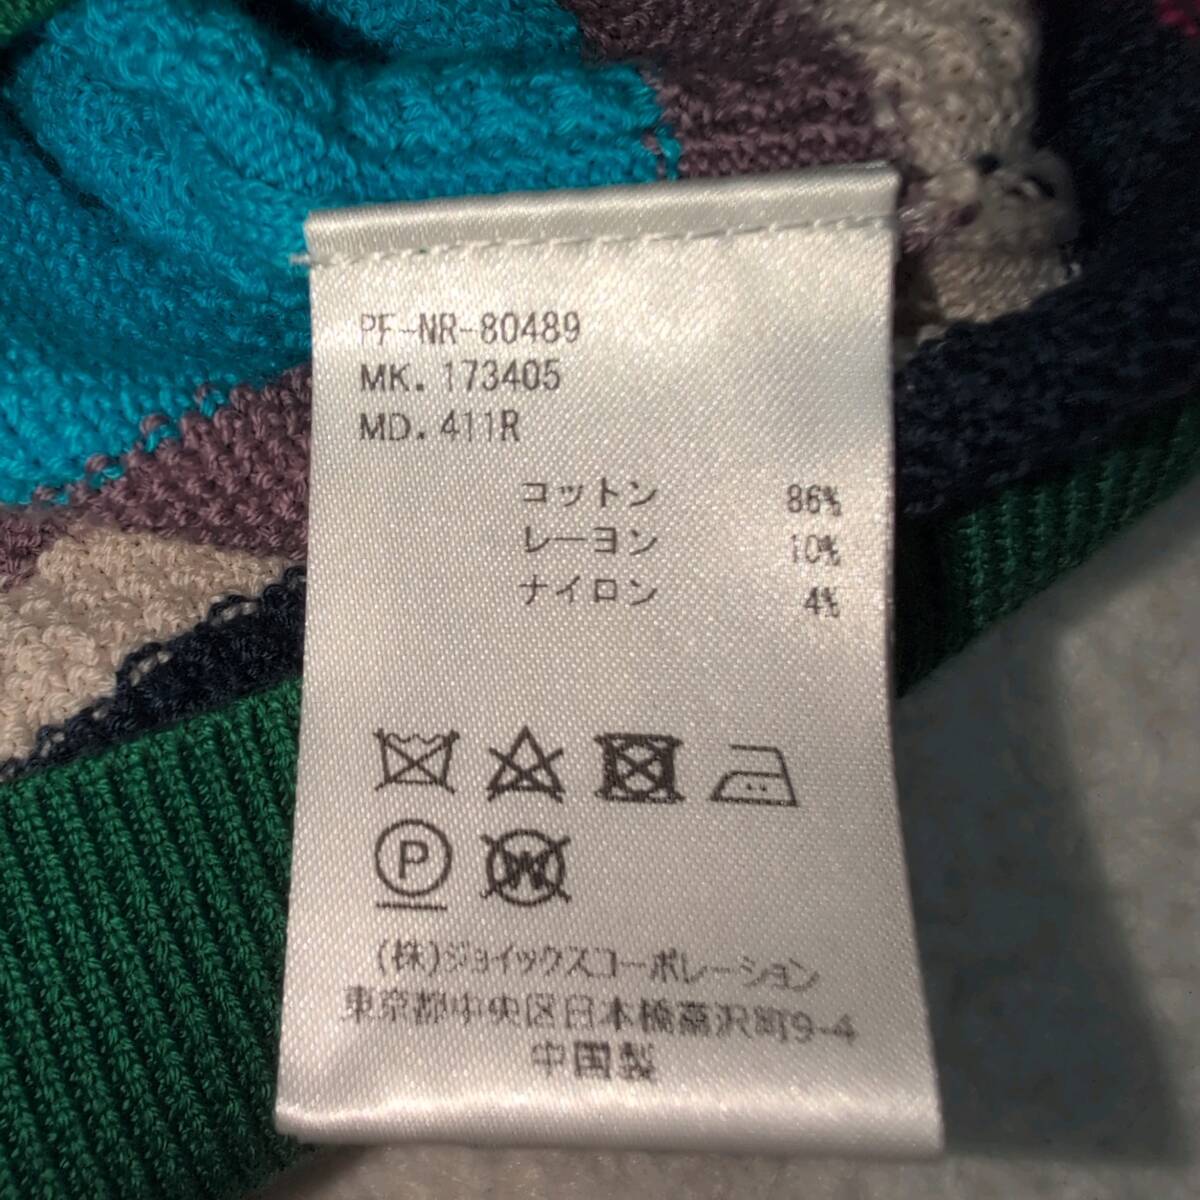 PF-NR-80489
MK. 173405
MD. 411R
コットン 86%
レーヨン 10%
ナイロン 4%
P
W
(株)ジョイックスコーポレーション
東京都中央区日本橋富沢町9-4
中国製